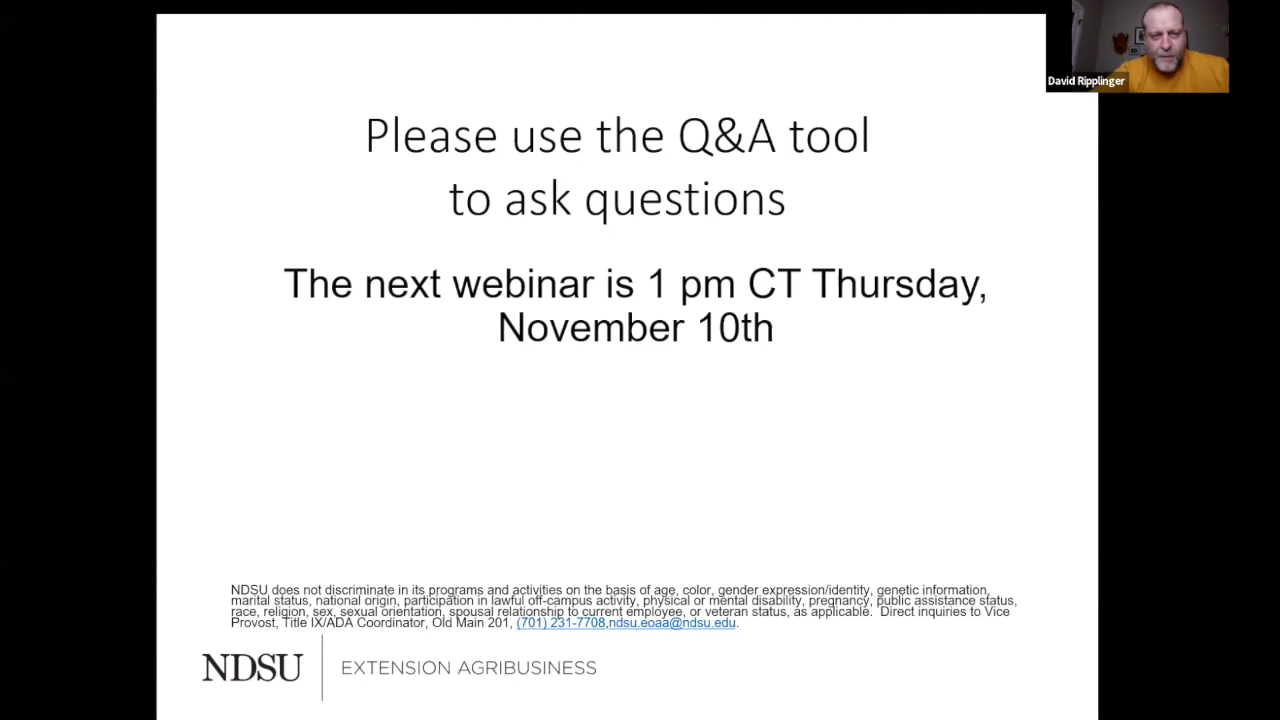 David Ripplinger
Please use the Q&A tool
to ask questions
The next webinar is 1 pm CT Thursday,
November 10th
NDSU does not discriminate in its programs and activities on the basis of age, color, gender expression/identity, genetic information,
marital status, national origin, participation in lawful off-campus activity, physical or mental disability, pregnancy, public assistance status,
race, religion, sex, sexual orientation, spousal relationship to current employee, or veteran status, as applicable.  Direct inquiries to Vice
Provost, Title IX/ADA Coordinator, Old Main 201, (701) 231-7708,ndsu.eoaa@ndsu.edu.
NDSU EXTENSION AGRIBUSINESS